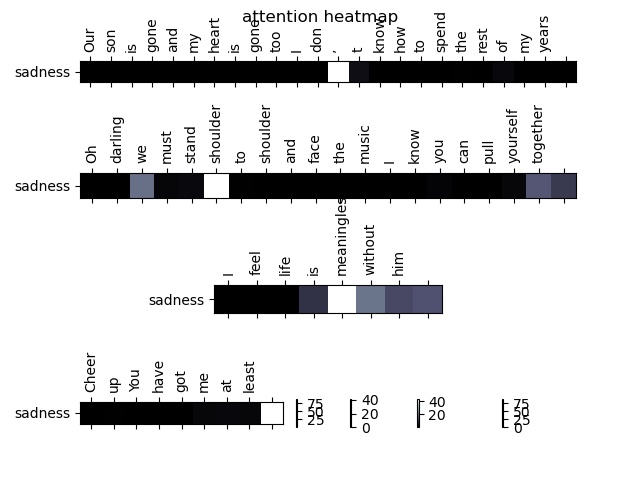 attention heatmap
Our son is gone and my heart is gone too I don ’ t know how to spend the rest of my years
sadness
Oh darling we must stand shoulder to shoulder and face the music I know you can pull yourself together
sadness
I feel life is meaningless without him
sadness
Cheer up You have got me at least
sadness
75 50 25
40 20 0
40 20
75 50 25 0